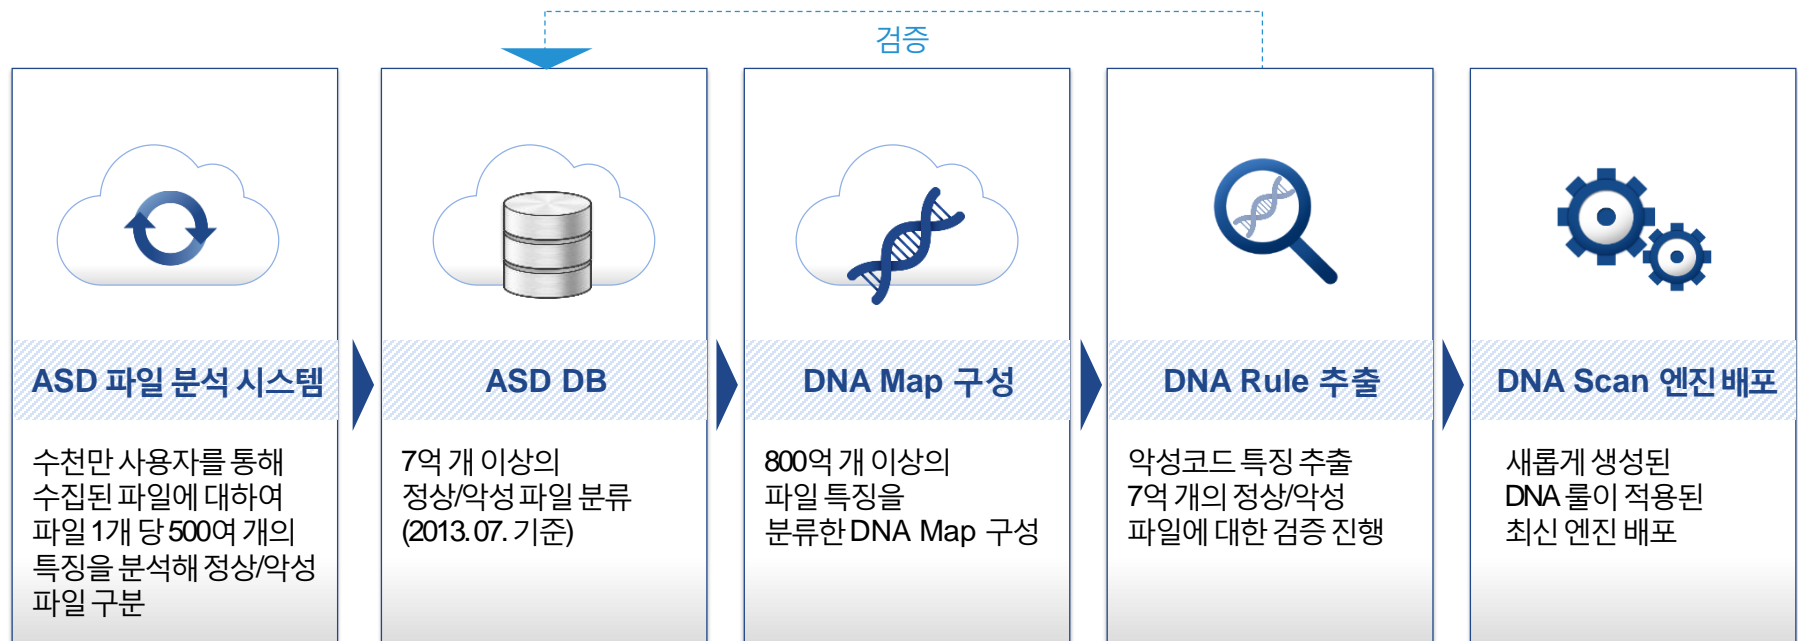 검증
ASD 파일 분석 시스템
수천만 사용자를 통해
수집된 파일에 대하여
파일 1개 당 500여 개의
특징을 분석해 정상/악성
파일 구분
ASD DB
7억 개 이상의
정상/악성 파일 분류
(2013. 07. 기준)
DNA Map 구성
800억 개 이상의
파일 특징을
분류한 DNA Map 구성
DNA Rule 추출
악성코드 특징 추출
7억 개의 정상/악성
파일에 대한 검증 진행
DNA Scan 엔진 배포
새롭게 생성된
DNA 룰이 적용된
최신 엔진 배포